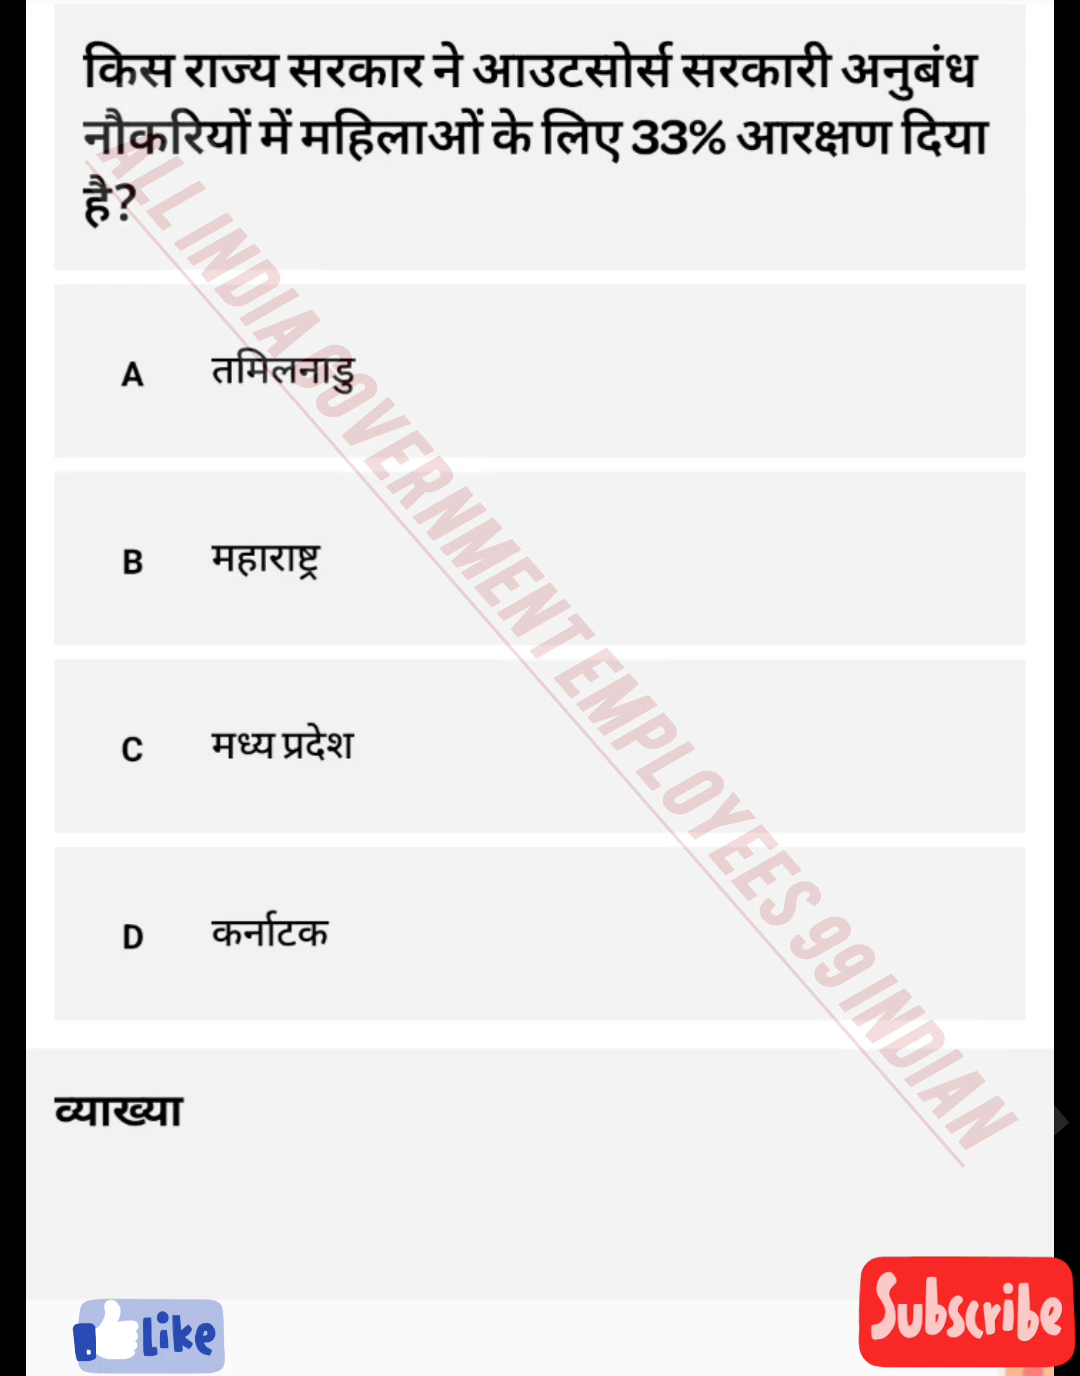 किस राज्य सरकार ने आउटसोर्स सरकारी अनुबंध
नौकरियों में महिलाओं के लिए 33% आरक्षण दिया
है?
A तमिलनाडु
B महाराष्ट्र
C मध्य प्रदेश
D कर्नाटक
ALL INDIA GOVERNMENT EMPLOYEES 99 INDIAN
व्याख्या
Like
Subscribe